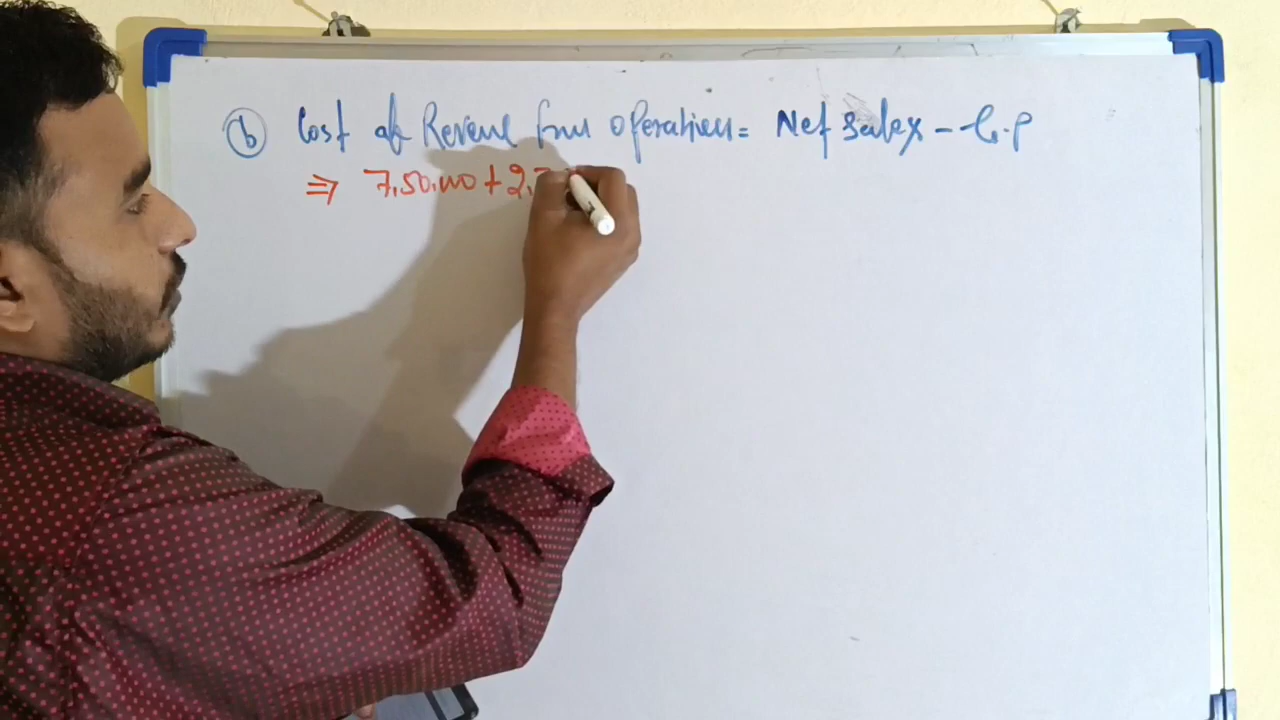 (b) Cost of Revenue from Operations = Net Sales - G.P
⇒ 7,50,000 + 2,